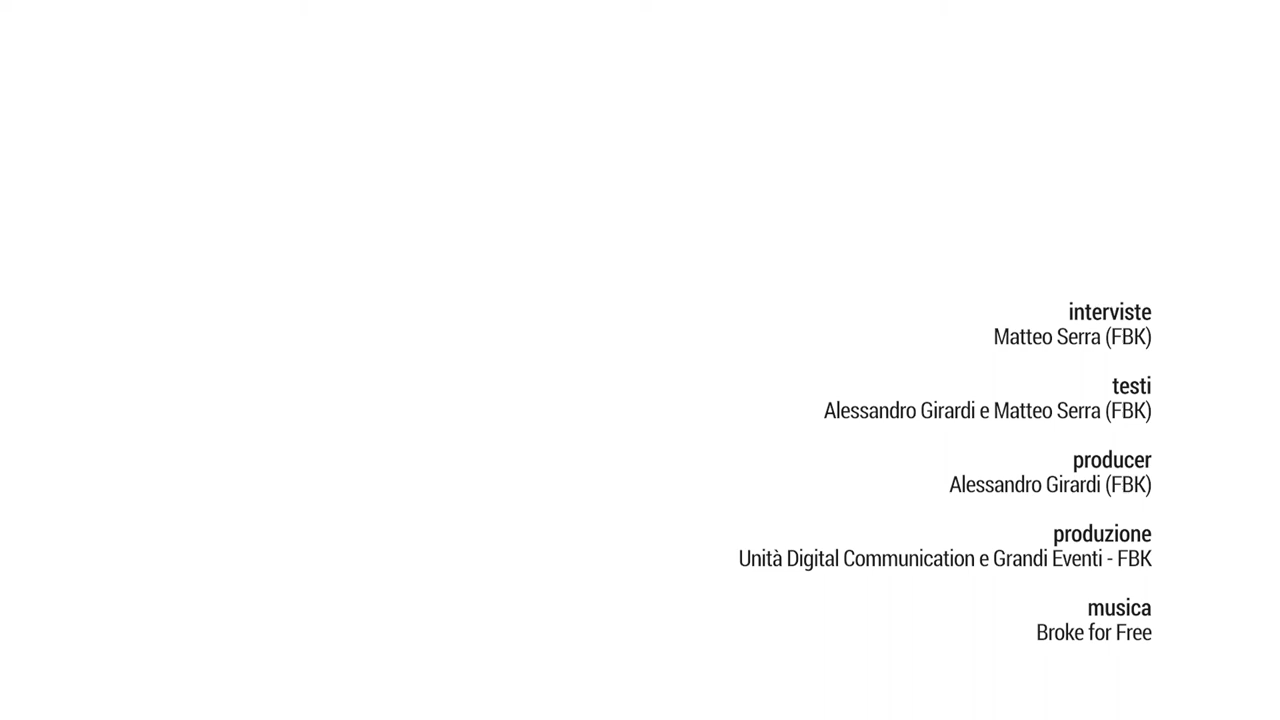 interviste
Matteo Serra (FBK)
testi
Alessandro Girardi e Matteo Serra (FBK)
producer
Alessandro Girardi (FBK)
produzione
Unità Digital Communication e Grandi Eventi - FBK
musica
Broke for Free